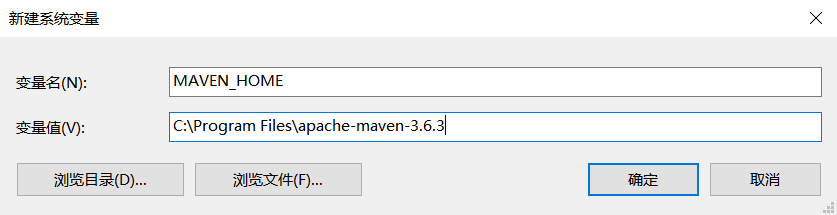 新建系统变量
变量名(N): MAVEN_HOME
变量值(V): C:\Program Files\apache-maven-3.6.3
浏览目录(D)... 浏览文件(F)... 确定 取消